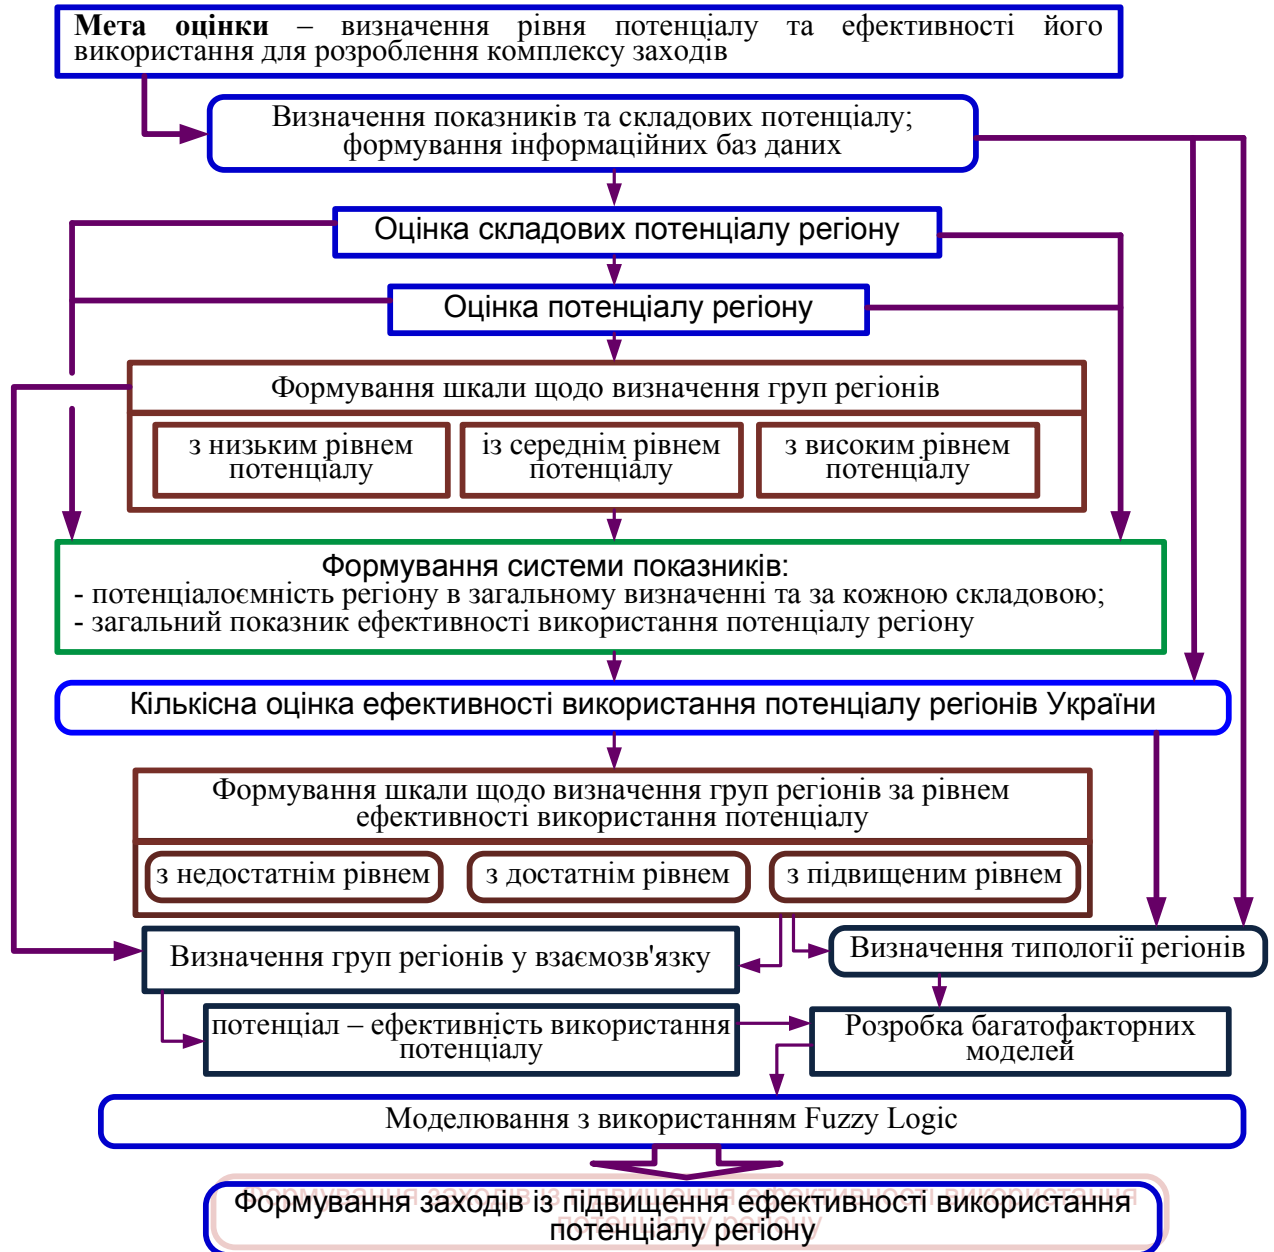 Мета оцінки – визначення рівня потенціалу та ефективності його
використання для розроблення комплексу заходів
Визначення показників та складових потенціалу;
формування інформаційних баз даних
Оцінка складових потенціалу регіону
Оцінка потенціалу регіону
Формування шкали щодо визначення груп регіонів
з низьким рівнем
потенціалу
із середнім рівнем
потенціалу
з високим рівнем
потенціалу
Формування системи показників:
- потенціалоємність регіону в загальному визначенні та за кожною складовою;
- загальний показник ефективності використання потенціалу регіону
Кількісна оцінка ефективності використання потенціалу регіонів України
Формування шкали щодо визначення груп регіонів за рівнем
ефективності використання потенціалу
з недостатнім рівнем
з достатнім рівнем
з підвищеним рівнем
Визначення груп регіонів у взаємозв'язку
Визначення типології регіонів
потенціал – ефективність використання
потенціалу
Розробка багатофакторних
моделей
Моделювання з використанням Fuzzy Logic
Формування заходів із підвищення ефективності використання
потенціалу регіону